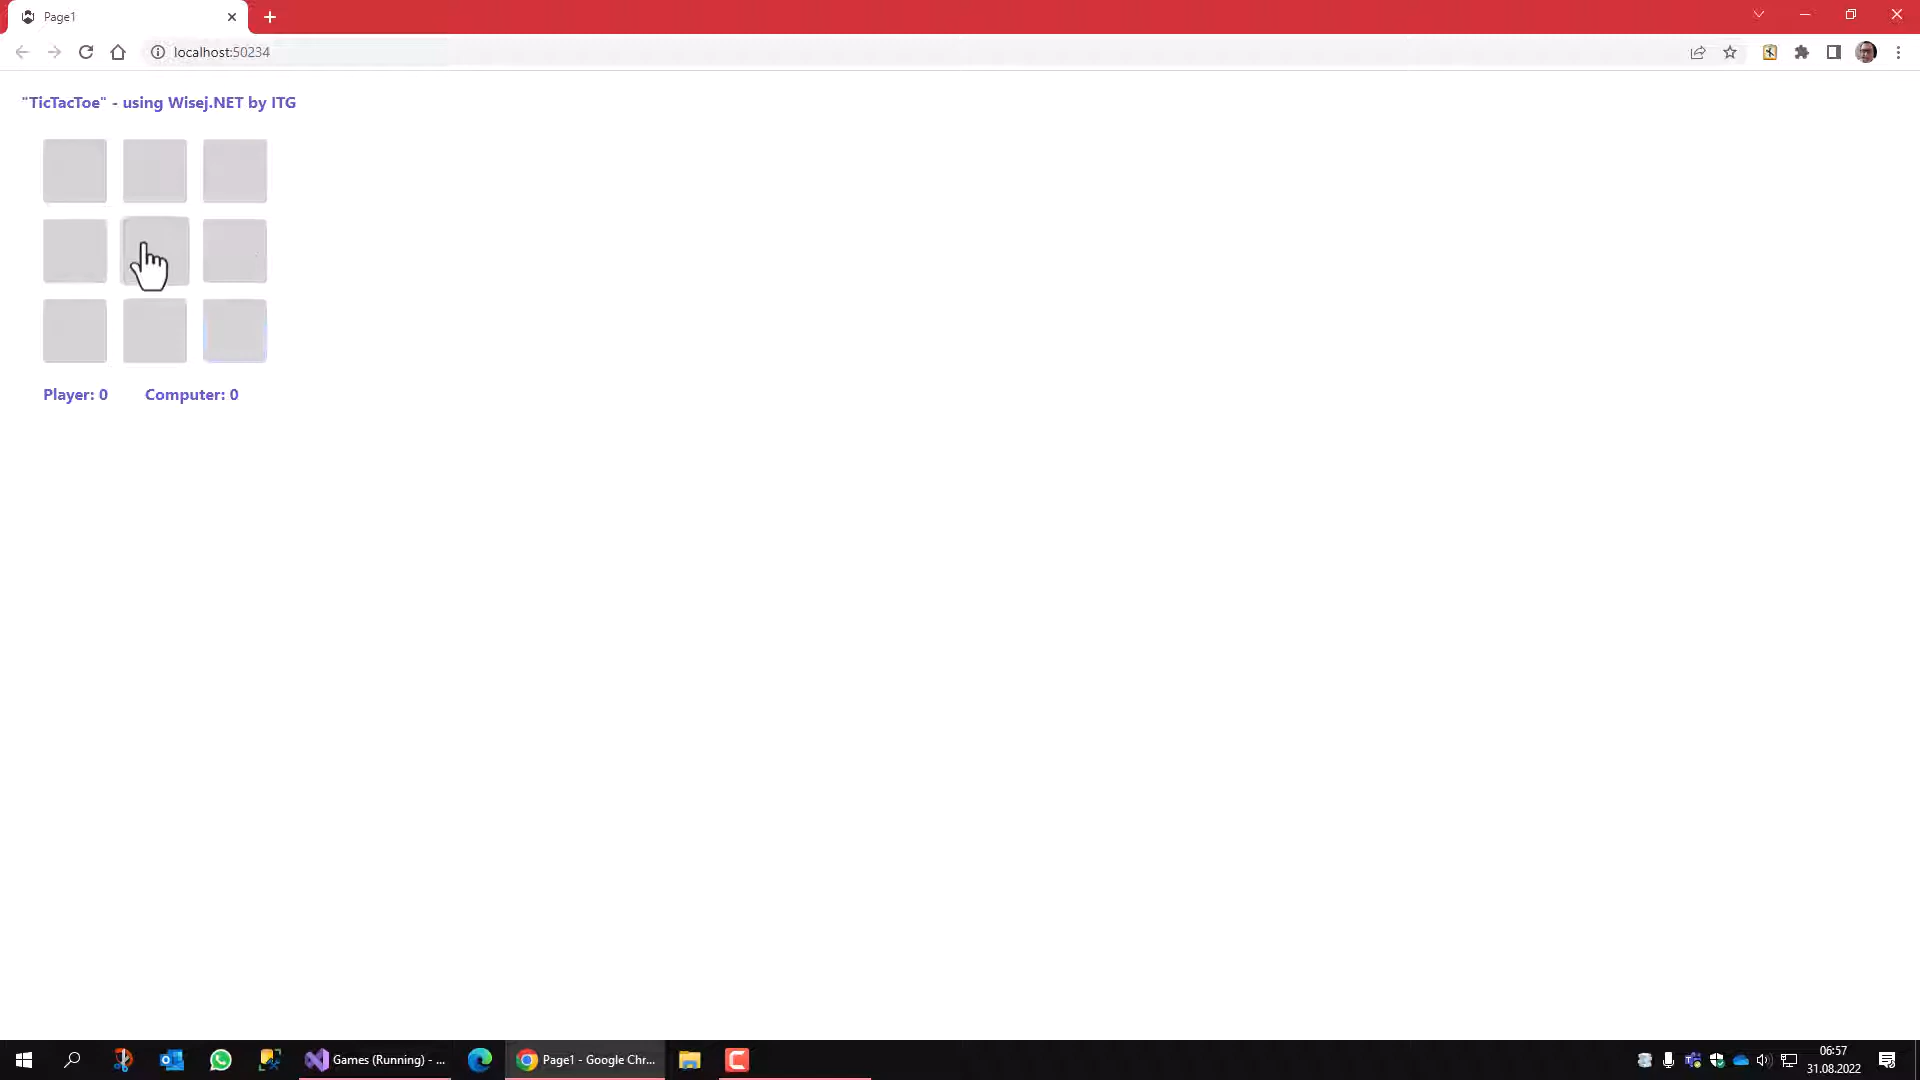 Page1
localhost:50234
"TicTacToe" - using Wisej.NET by ITG
Player: 0 Computer: 0
Games (Running) - ...
Page1 - Google Chr...
06:57
31.08.2022